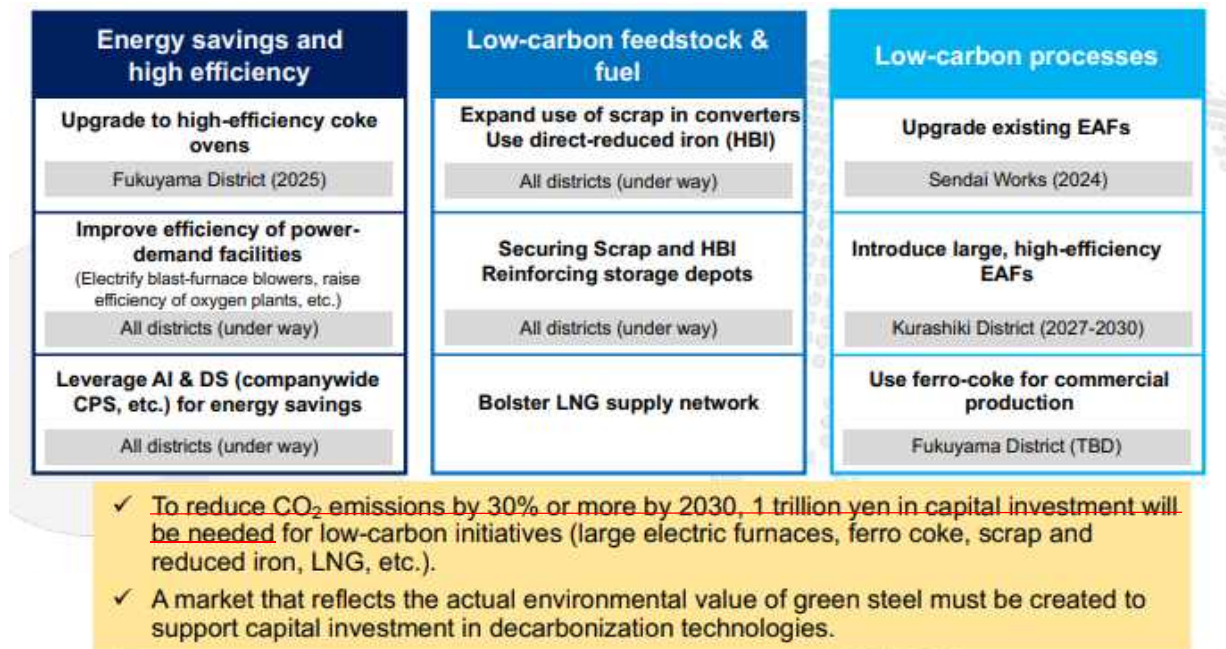 Energy savings and
high efficiency
Upgrade to high-efficiency coke
ovens
Fukuyama District (2025)
Improve efficiency of power-
demand facilities
(Electrify blast-furnace blowers, raise
efficiency of oxygen plants, etc.)
All districts (under way)
Leverage AI & DS (companywide
CPS, etc.) for energy savings
All districts (under way)
Low-carbon feedstock &
fuel
Expand use of scrap in converters
Use direct-reduced iron (HBI)
All districts (under way)
Securing Scrap and HBI
Reinforcing storage depots
All districts (under way)
Bolster LNG supply network
Low-carbon processes
Upgrade existing EAFs
Sendai Works (2024)
Introduce large, high-efficiency
EAFs
Kurashiki District (2027-2030)
Use ferro-coke for commercial
production
Fukuyama District (TBD)
✓ To reduce CO₂ emissions by 30% or more by 2030, 1 trillion yen in capital investment will
be needed for low-carbon initiatives (large electric furnaces, ferro coke, scrap and
reduced iron, LNG, etc.).
✓ A market that reflects the actual environmental value of green steel must be created to
support capital investment in decarbonization technologies.